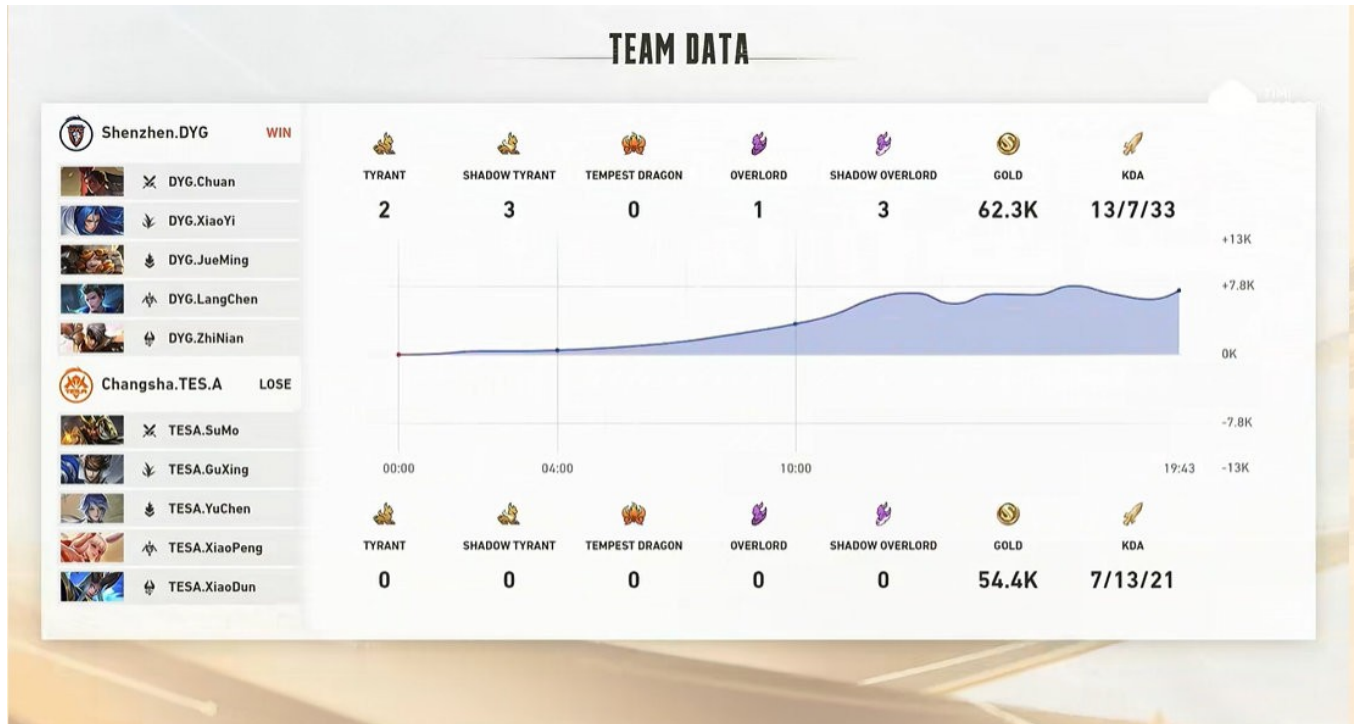 TEAM DATA
Shenzhen.DYG WIN
DYG.Chuan
DYG.XiaoYi
DYG.JueMing
DYG.LangChen
DYG.ZhiNian
Changsha.TES.A LOSE
TESA.SuMo
TESA.GuXing
TESA.YuChen
TESA.XiaoPeng
TESA.XiaoDun
TYRANT SHADOW TYRANT TEMPEST DRAGON OVERLORD SHADOW OVERLORD GOLD KDA
2 3 0 1 3 62.3K 13/7/33
+13K
+7.8K
0K
-7.8K
00:00 04:00 10:00 19:43 -13K
TYRANT SHADOW TYRANT TEMPEST DRAGON OVERLORD SHADOW OVERLORD GOLD KDA
0 0 0 0 0 54.4K 7/13/21